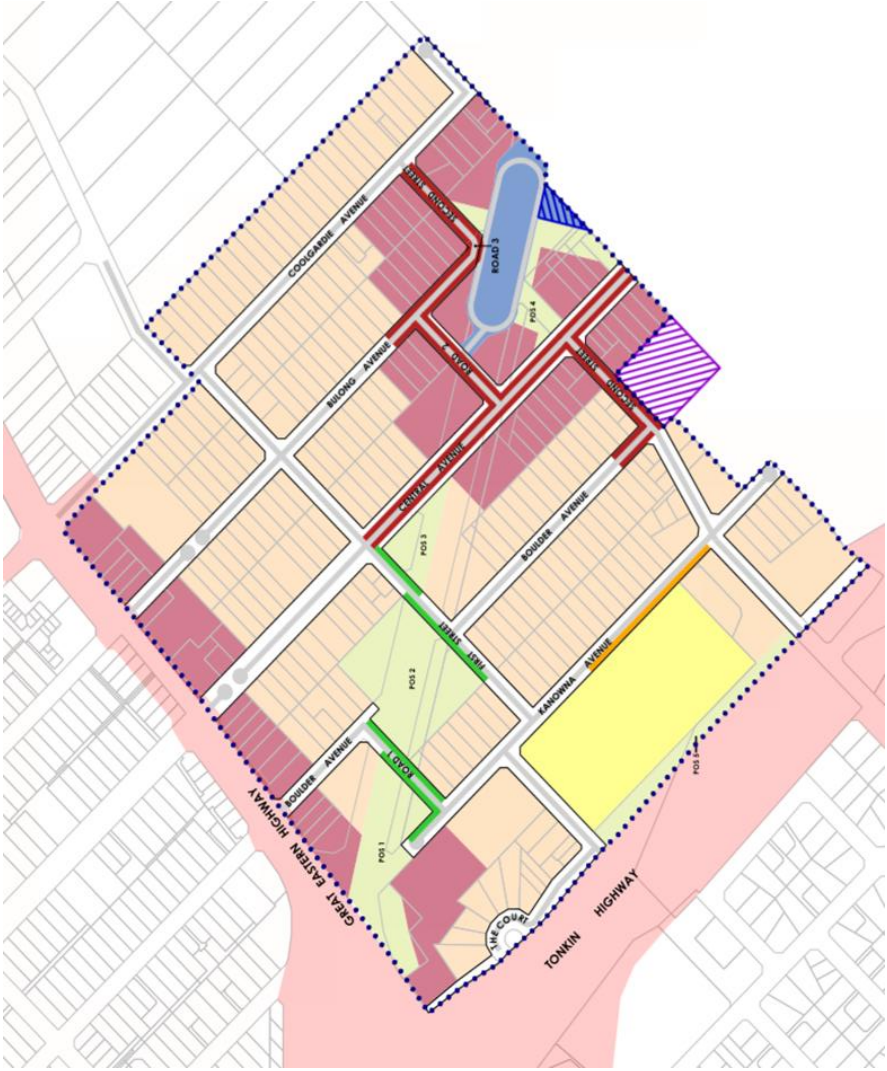 SECOND STREET
COOLGARDIE AVENUE
ROAD 3
POS 4
BULONG AVENUE
ROAD 2
SECOND STREET
CENTRAL AVENUE
BOULDER AVENUE
POS 3
FIRST STREET
POS 2
KANOWNA AVENUE
BOULDER AVENUE
ROAD 1
POS 5
GREAT EASTERN HIGHWAY
POS 1
THE COURT
TONKIN HIGHWAY